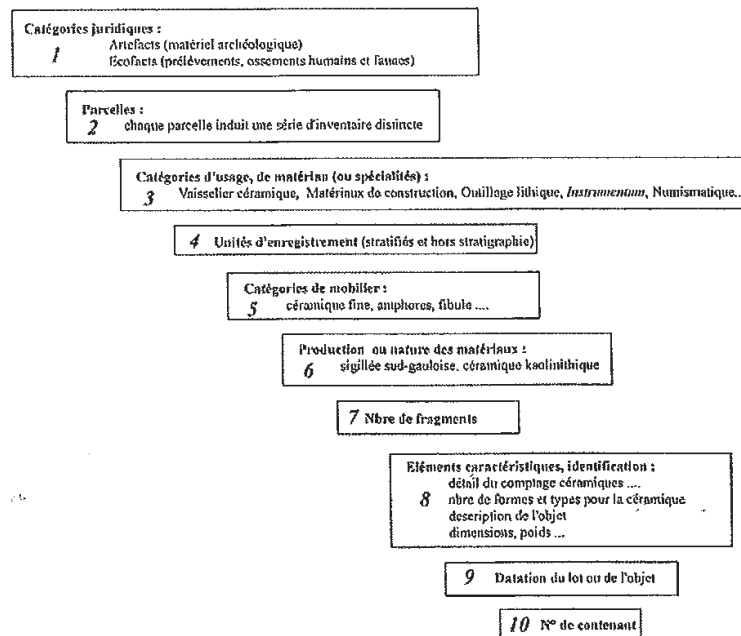 Catégories juridiques :
1 Artefacts (matériel archéologique)
Ecofacts (prélèvements, ossements humains et faunes)
Parcelles :
2 chaque parcelle induit une série d'inventaire distincte
Catégories d'usage, de matériau (ou spécialités) :
3 Vaisselier céramique, Matériaux de construction, Outillage lithique, Instrumentum, Numismatique...
4 Unités d'enregistrement (stratifiés et hors stratigraphie)
Catégories de mobilier :
5 céramique fine, amphores, fibule ....
Production ou nature des matériaux :
6 sigillée sud-gauloise, céramique kaolinithique
7 Nbre de fragments
Eléments caractéristiques, identification :
détail du comptage céramiques ....
8 nbre de formes et types pour la céramique
description de l'objet
dimensions, poids ...
9 Datation du lot ou de l'objet
10 N° de contenant